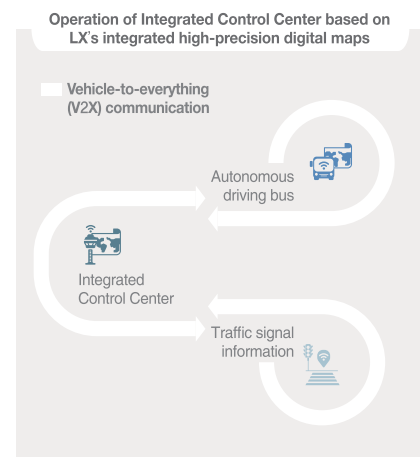 Operation of Integrated Control Center based on
LX's integrated high-precision digital maps
Vehicle-to-everything
(V2X) communication
Autonomous
driving bus
Integrated
Control Center
Traffic signal
information